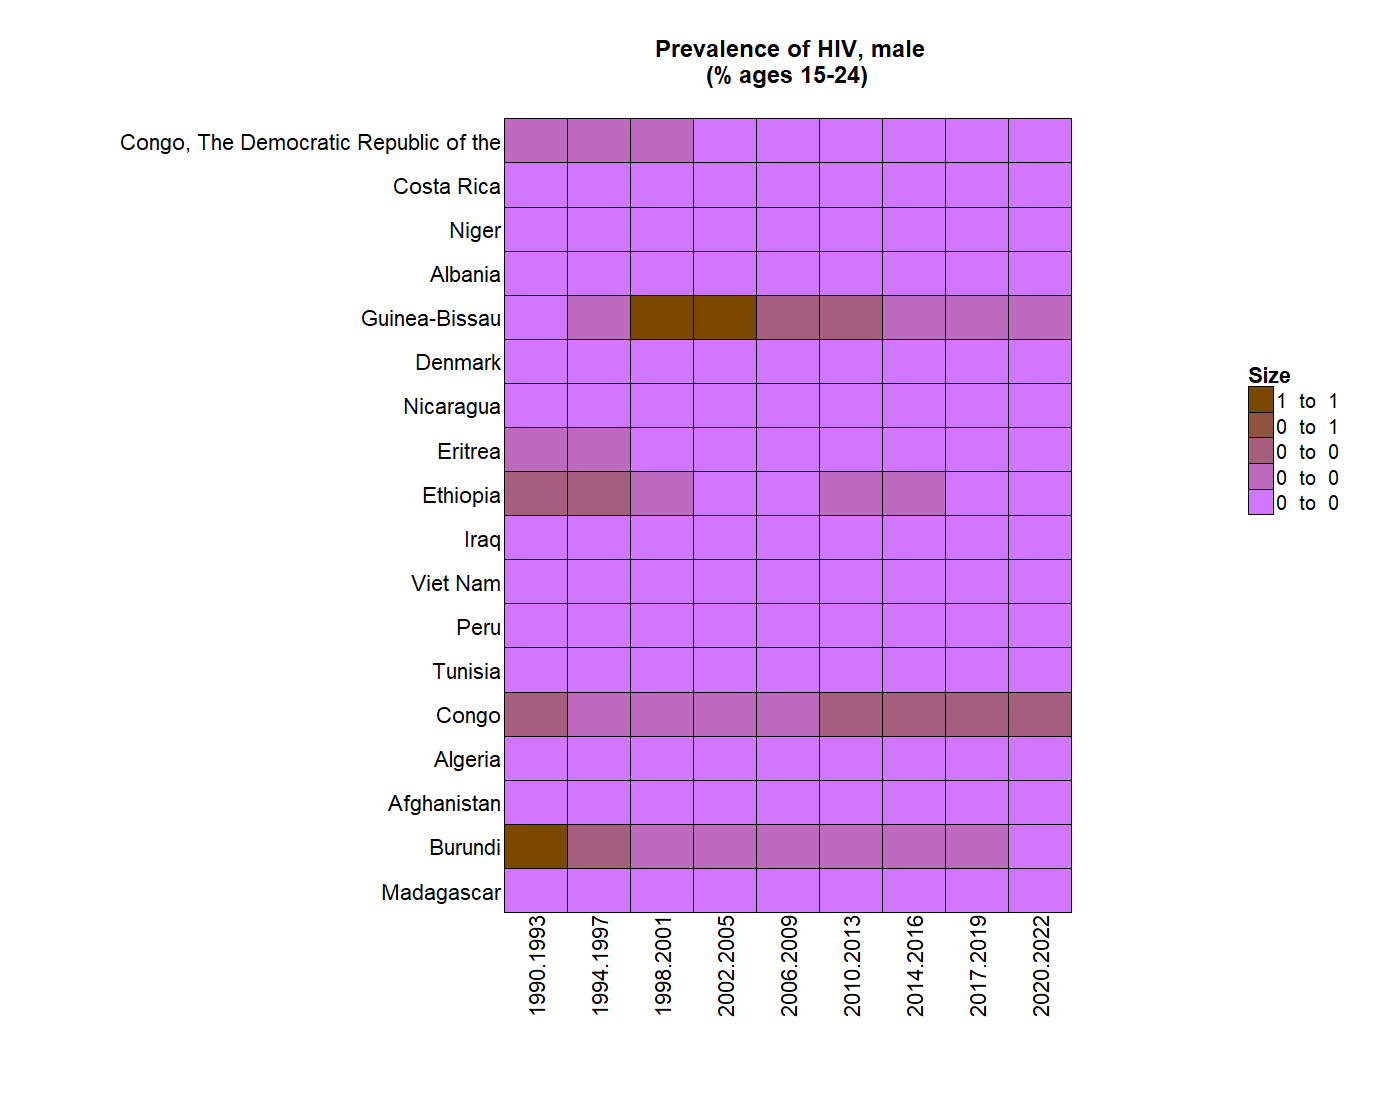 Prevalence of HIV, male
(% ages 15-24)
Congo, The Democratic Republic of the
Costa Rica
Niger
Albania
Guinea-Bissau
Denmark
Nicaragua
Eritrea
Ethiopia
Iraq
Viet Nam
Peru
Tunisia
Congo
Algeria
Afghanistan
Burundi
Madagascar
1990.1993
1994.1997
1998.2001
2002.2005
2006.2009
2010.2013
2014.2016
2017.2019
2020.2022
Size
1 to 1
0 to 1
0 to 0
0 to 0
0 to 0